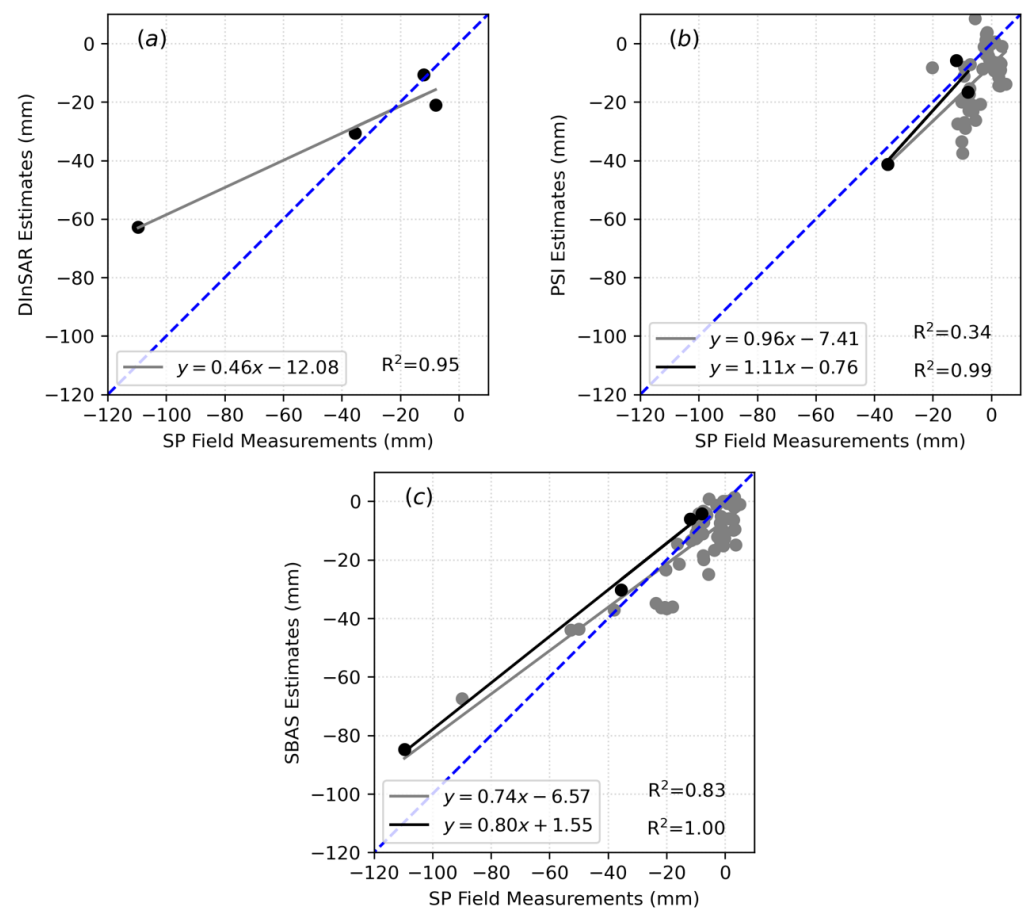 (a)
0
−20
−40
−60
−80
−100
−120
DInSAR Estimates (mm)
y = 0.46x − 12.08
R²=0.95
−120 −100 −80 −60 −40 −20 0
SP Field Measurements (mm)
(b)
0
−20
−40
−60
−80
−100
−120
PSI Estimates (mm)
y = 0.96x − 7.41
R²=0.34
y = 1.11x − 0.76
R²=0.99
−120 −100 −80 −60 −40 −20 0
SP Field Measurements (mm)
(c)
0
−20
−40
−60
−80
−100
−120
SBAS Estimates (mm)
y = 0.74x − 6.57
R²=0.83
y = 0.80x + 1.55
R²=1.00
−120 −100 −80 −60 −40 −20 0
SP Field Measurements (mm)